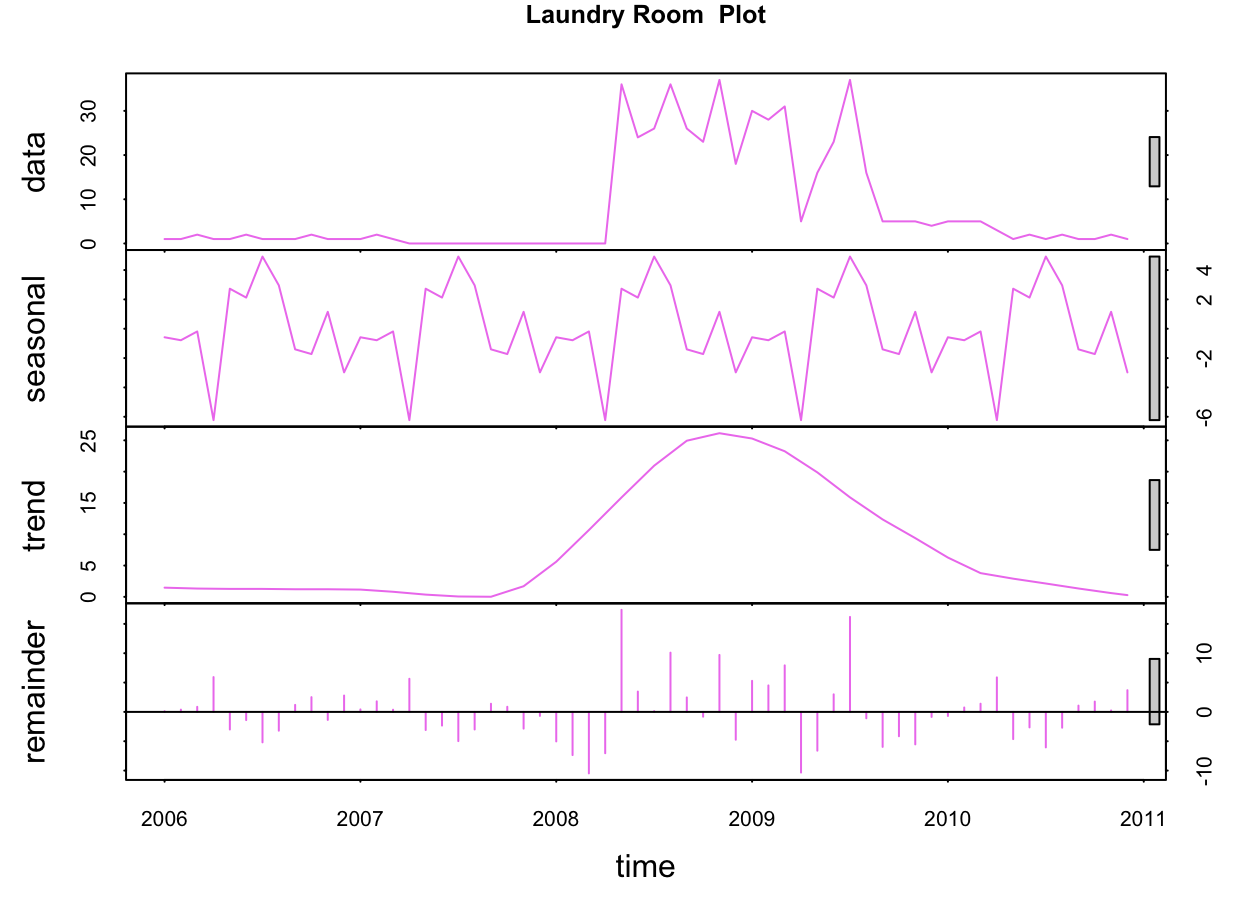 Laundry Room  Plot
data
0 10 20 30
seasonal
-6 -2 2 4
trend
0 5 15 25
remainder
-10 0 10
2006 2007 2008 2009 2010 2011
time